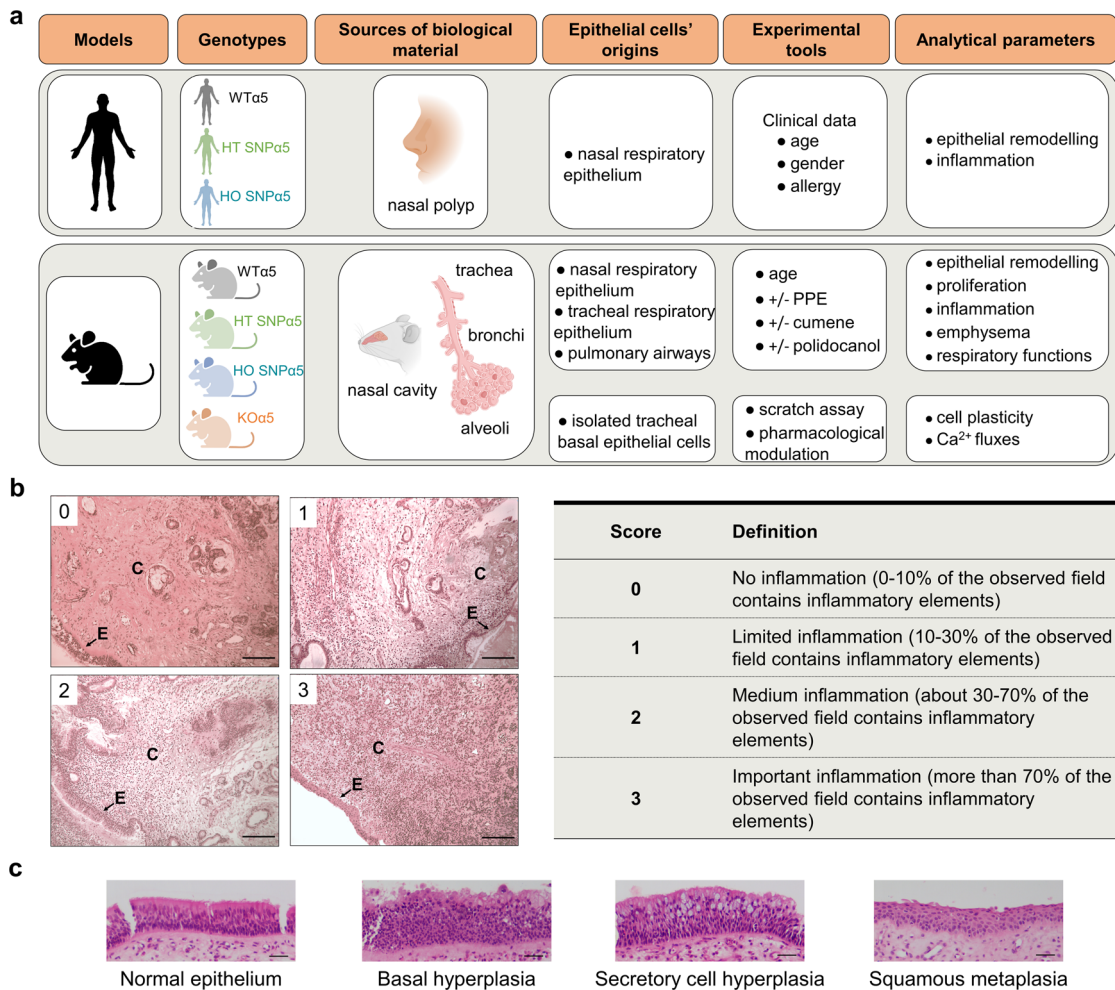 a
Models
Genotypes
Sources of biological
material
Epithelial cells'
origins
Experimental
tools
Analytical parameters
WTα5
HT SNPα5
HO SNPα5
nasal polyp
● nasal respiratory
epithelium
Clinical data
● age
● gender
● allergy
● epithelial remodelling
● inflammation
WTα5
HT SNPα5
HO SNPα5
KOα5
trachea
bronchi
nasal cavity
alveoli
● nasal respiratory
epithelium
● tracheal respiratory
epithelium
● pulmonary airways
● age
● +/- PPE
● +/- cumene
● +/- polidocanol
● epithelial remodelling
● proliferation
● inflammation
● emphysema
● respiratory functions
● isolated tracheal
basal epithelial cells
● scratch assay
● pharmacological
modulation
● cell plasticity
● Ca²⁺ fluxes
b
0
C
E
1
C
E
2
C
E
3
C
E
Score
Definition
0
No inflammation (0-10% of the observed field
contains inflammatory elements)
1
Limited inflammation (10-30% of the observed
field contains inflammatory elements)
2
Medium inflammation (about 30-70% of the
observed field contains inflammatory
elements)
3
Important inflammation (more than 70% of the
observed field contains inflammatory
elements)
c
Normal epithelium
Basal hyperplasia
Secretory cell hyperplasia
Squamous metaplasia